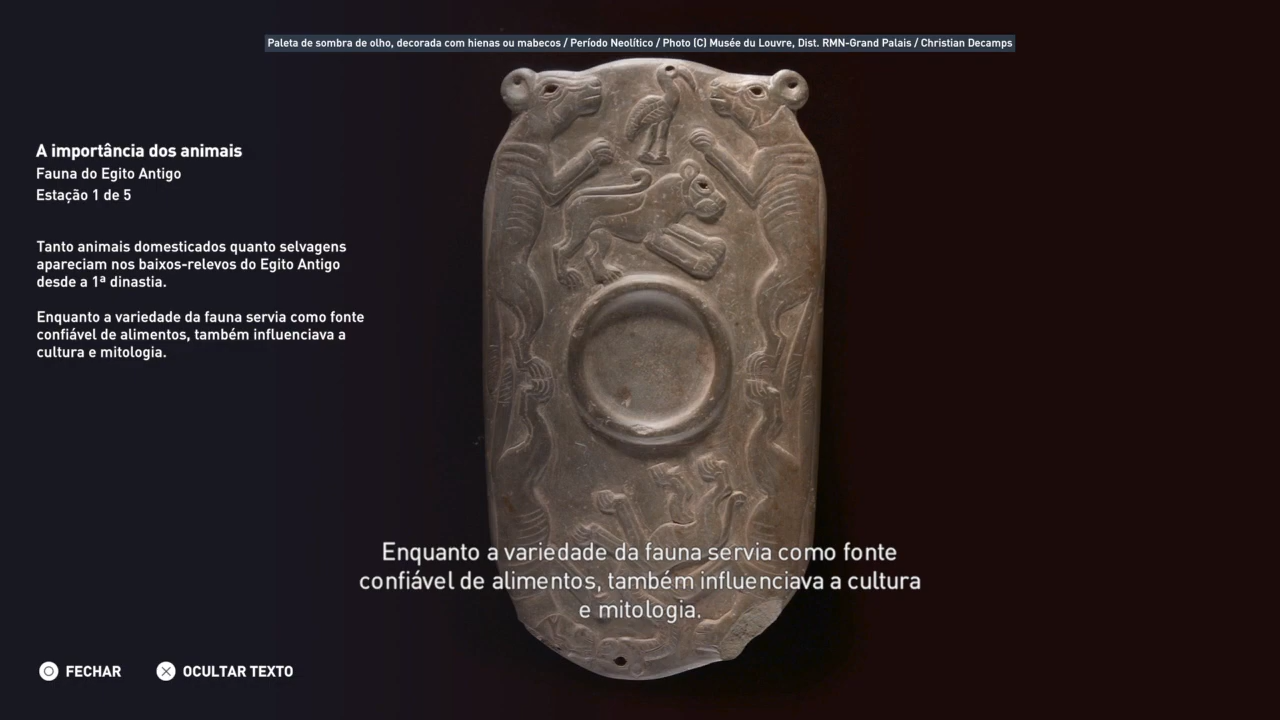 Paleta de sombra de olho, decorada com hienas ou mabecos / Período Neolítico / Photo (C) Musée du Louvre, Dist. RMN-Grand Palais / Christian Decamps
A importância dos animais
Fauna do Egito Antigo
Estação 1 de 5
Tanto animais domesticados quanto selvagens
apareciam nos baixos-relevos do Egito Antigo
desde a 1ª dinastia.
Enquanto a variedade da fauna servia como fonte
confiável de alimentos, também influenciava a
cultura e mitologia.
Enquanto a variedade da fauna servia como fonte
confiável de alimentos, também influenciava a cultura
e mitologia.
FECHAR
OCULTAR TEXTO